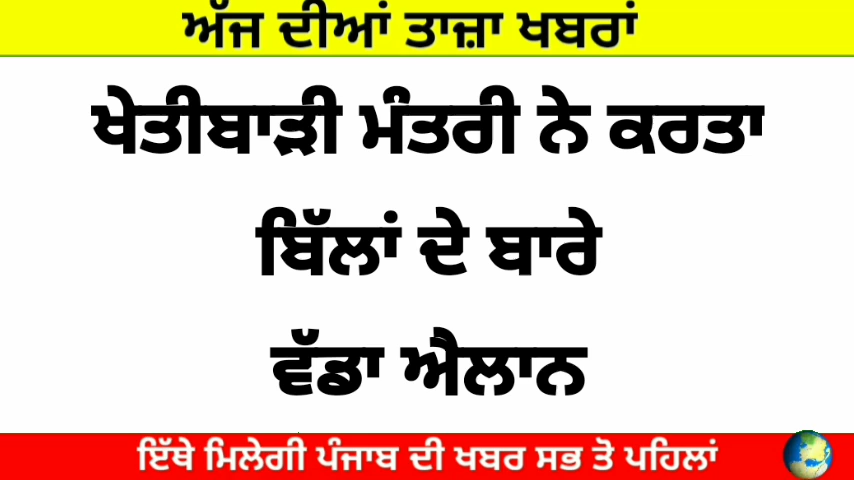 ਅੱਜ ਦੀਆਂ ਤਾਜ਼ਾ ਖਬਰਾਂ
ਖੇਤੀਬਾੜੀ ਮੰਤਰੀ ਨੇ ਕਰਤਾ
ਬਿੱਲਾਂ ਦੇ ਬਾਰੇ
ਵੱਡਾ ਐਲਾਨ
ਇੱਥੇ ਮਿਲੇਗੀ ਪੰਜਾਬ ਦੀ ਖਬਰ ਸਭ ਤੋ ਪਹਿਲਾਂ